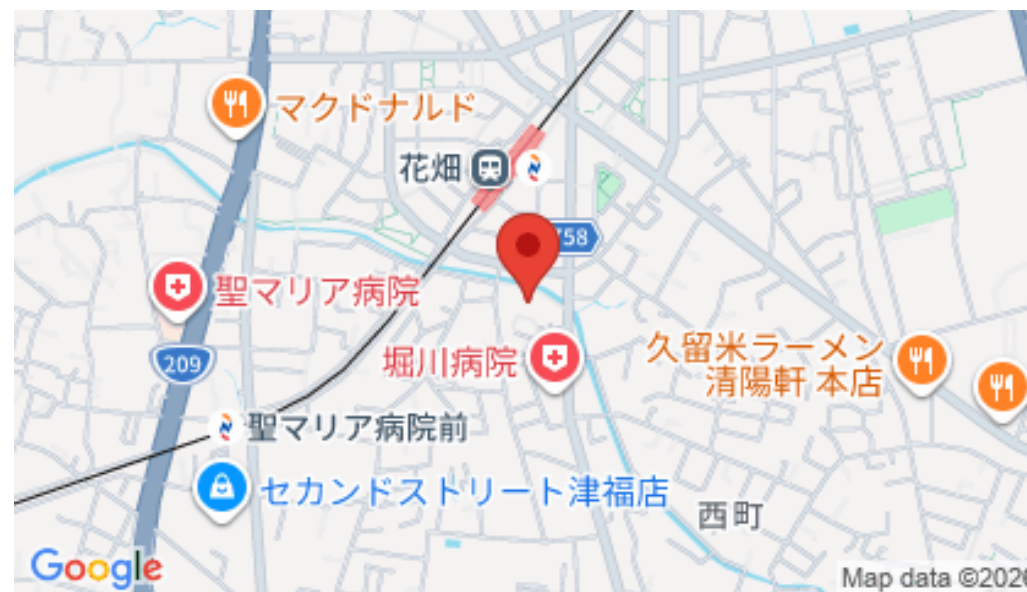 マクドナルド
花畑
758
聖マリア病院
209
堀川病院
久留米ラーメン
清陽軒 本店
聖マリア病院前
セカンドストリート津福店
西町
Google
Map data ©2026